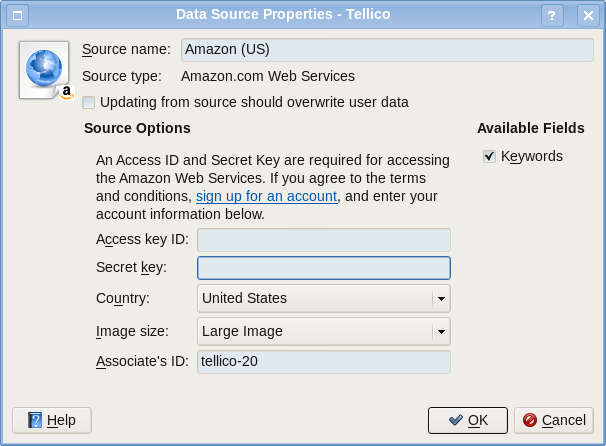 Data Source Properties - Tellico
Source name: Amazon (US)
Source type: Amazon.com Web Services
Updating from source should overwrite user data
Source Options
Available Fields
Keywords
An Access ID and Secret Key are required for accessing
the Amazon Web Services. If you agree to the terms
and conditions, sign up for an account, and enter your
account information below.
Access key ID:
Secret key:
Country: United States
Image size: Large Image
Associate's ID: tellico-20
Help
OK
Cancel